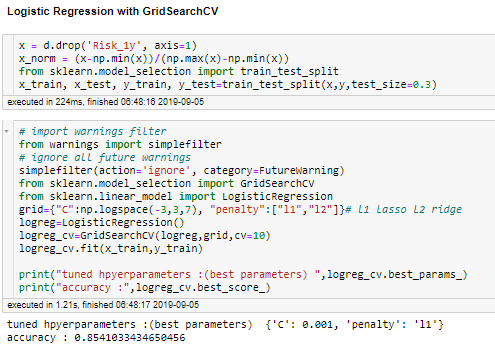 Logistic Regression with GridSearchCV
x = d.drop('Risk_1y', axis=1)
x_norm = (x-np.min(x))/(np.max(x)-np.min(x))
from sklearn.model_selection import train_test_split
x_train, x_test, y_train, y_test=train_test_split(x,y,test_size=0.3)
executed in 224ms, finished 06:48:16 2019-09-05
# import warnings filter
from warnings import simplefilter
# ignore all future warnings
simplefilter(action='ignore', category=FutureWarning)
from sklearn.model_selection import GridSearchCV
from sklearn.linear_model import LogisticRegression
grid={"C":np.logspace(-3,3,7), "penalty":["l1","l2"]}# l1 lasso l2 ridge
logreg=LogisticRegression()
logreg_cv=GridSearchCV(logreg,grid,cv=10)
logreg_cv.fit(x_train,y_train)
print("tuned hpyerparameters :(best parameters) ",logreg_cv.best_params_)
print("accuracy :",logreg_cv.best_score_)
executed in 1.21s, finished 06:48:17 2019-09-05
tuned hpyerparameters :(best parameters)  {'C': 0.001, 'penalty': 'l1'}
accuracy : 0.8541033434650456